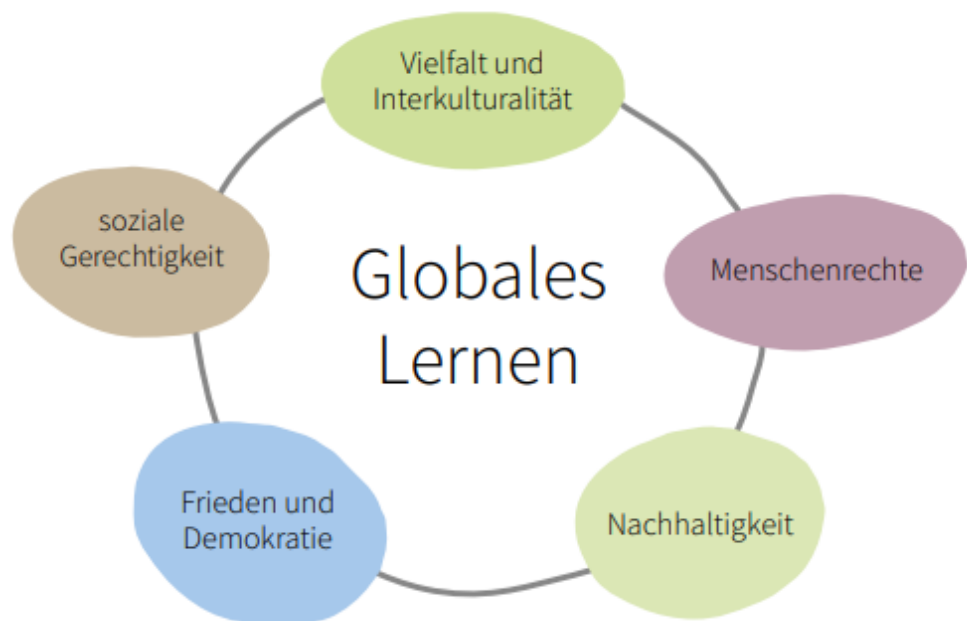 Vielfalt und
Interkulturalität
soziale
Gerechtigkeit
Globales
Lernen
Menschenrechte
Frieden und
Demokratie
Nachhaltigkeit